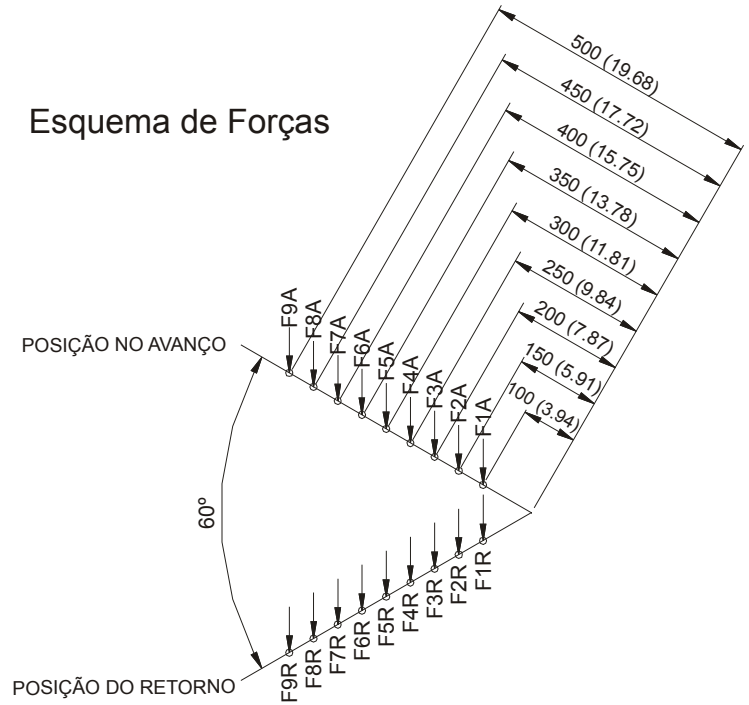 Esquema de Forças
500 (19.68)
450 (17.72)
400 (15.75)
350 (13.78)
300 (11.81)
250 (9.84)
200 (7.87)
150 (5.91)
100 (3.94)
POSIÇÃO NO AVANÇO
F9A
F8A
F7A
F6A
F5A
F4A
F3A
F2A
F1A
60º
F9R
F8R
F7R
F6R
F5R
F4R
F3R
F2R
F1R
POSIÇÃO DO RETORNO